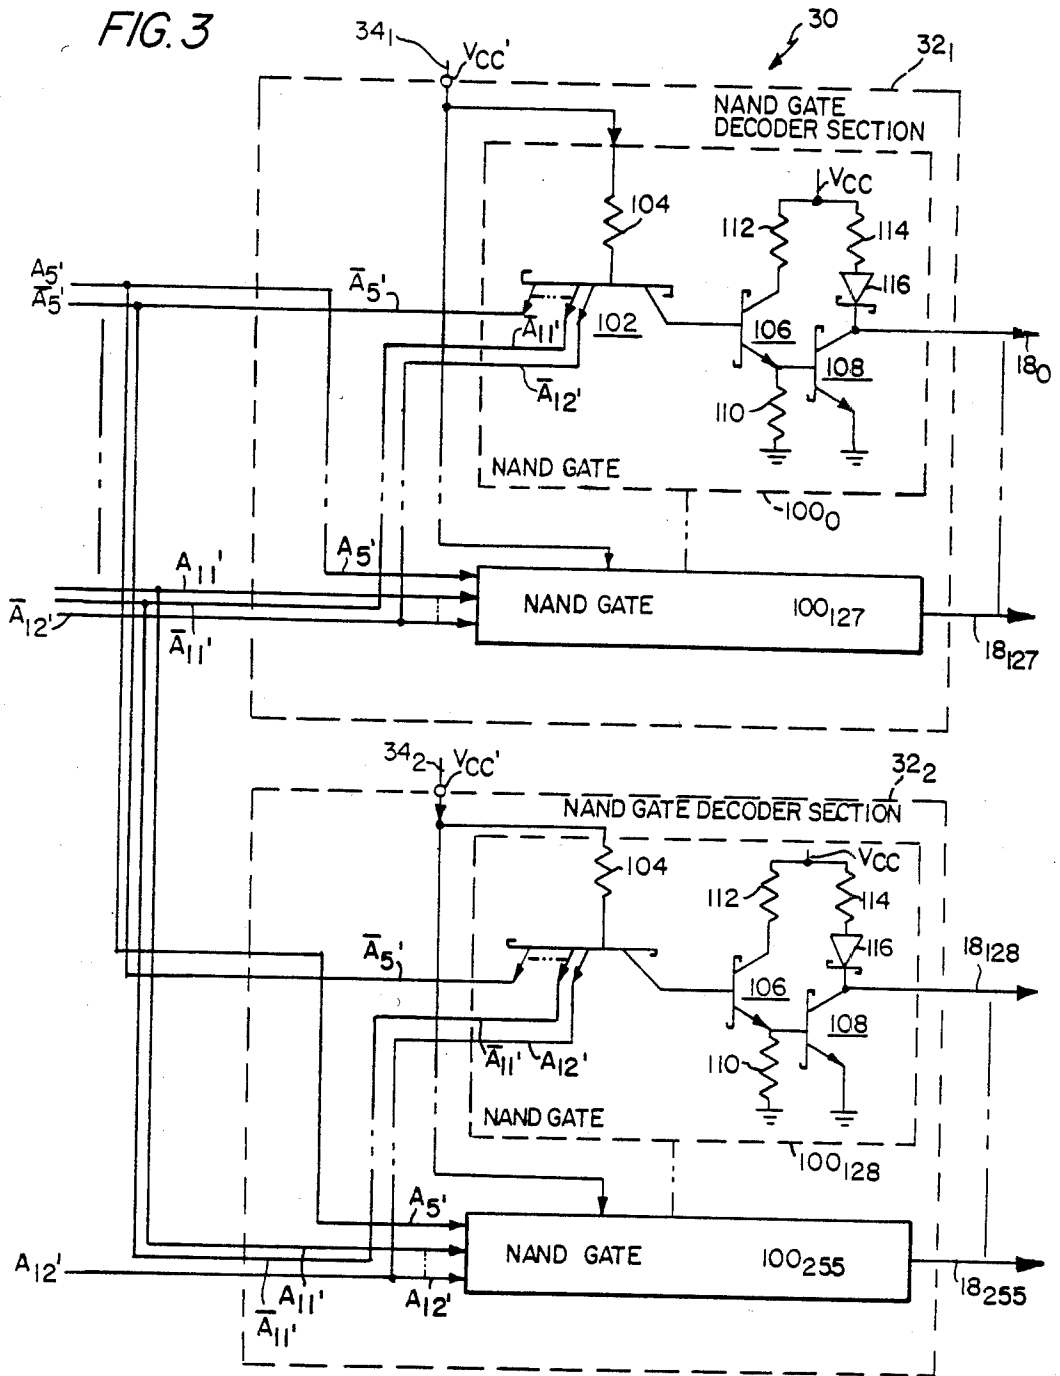 FIG. 3
30
34₁
VCC'
32₁
NAND GATE
DECODER SECTION
VCC
104
112
114
A₅'
A̅₅'
A̅₅'
116
102
106
A̅₁₁'
108
18₀
A̅₁₂'
110
NAND GATE
100₀
A₅'
A₁₁'
NAND GATE 100₁₂₇
A̅₁₂'
A̅₁₁'
18₁₂₇
34₂
VCC'
32₂
NAND GATE DECODER SECTION
VCC
104
112
114
A̅₅'
116
18₁₂₈
106
108
A̅₁₁'
A₁₂'
110
NAND GATE
100₁₂₈
A₅'
NAND GATE 100₂₅₅
A₁₂'
A₁₁'
A₁₂'
A̅₁₁'
18₂₅₅